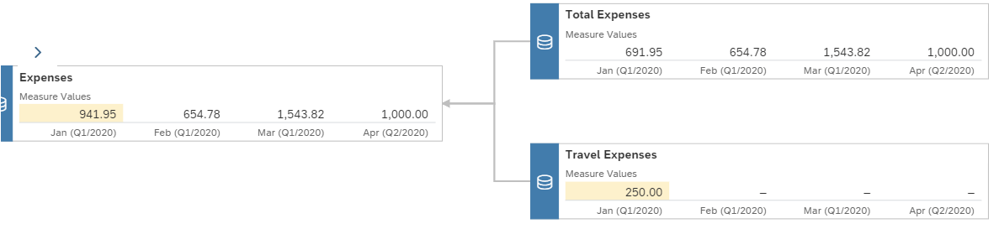 Total Expenses
Measure Values
691.95 654.78 1,543.82 1,000.00
Jan (Q1/2020) Feb (Q1/2020) Mar (Q1/2020) Apr (Q2/2020)
Expenses
Measure Values
941.95 654.78 1,543.82 1,000.00
Jan (Q1/2020) Feb (Q1/2020) Mar (Q1/2020) Apr (Q2/2020)
Travel Expenses
Measure Values
250.00 – – –
Jan (Q1/2020) Feb (Q1/2020) Mar (Q1/2020) Apr (Q2/2020)